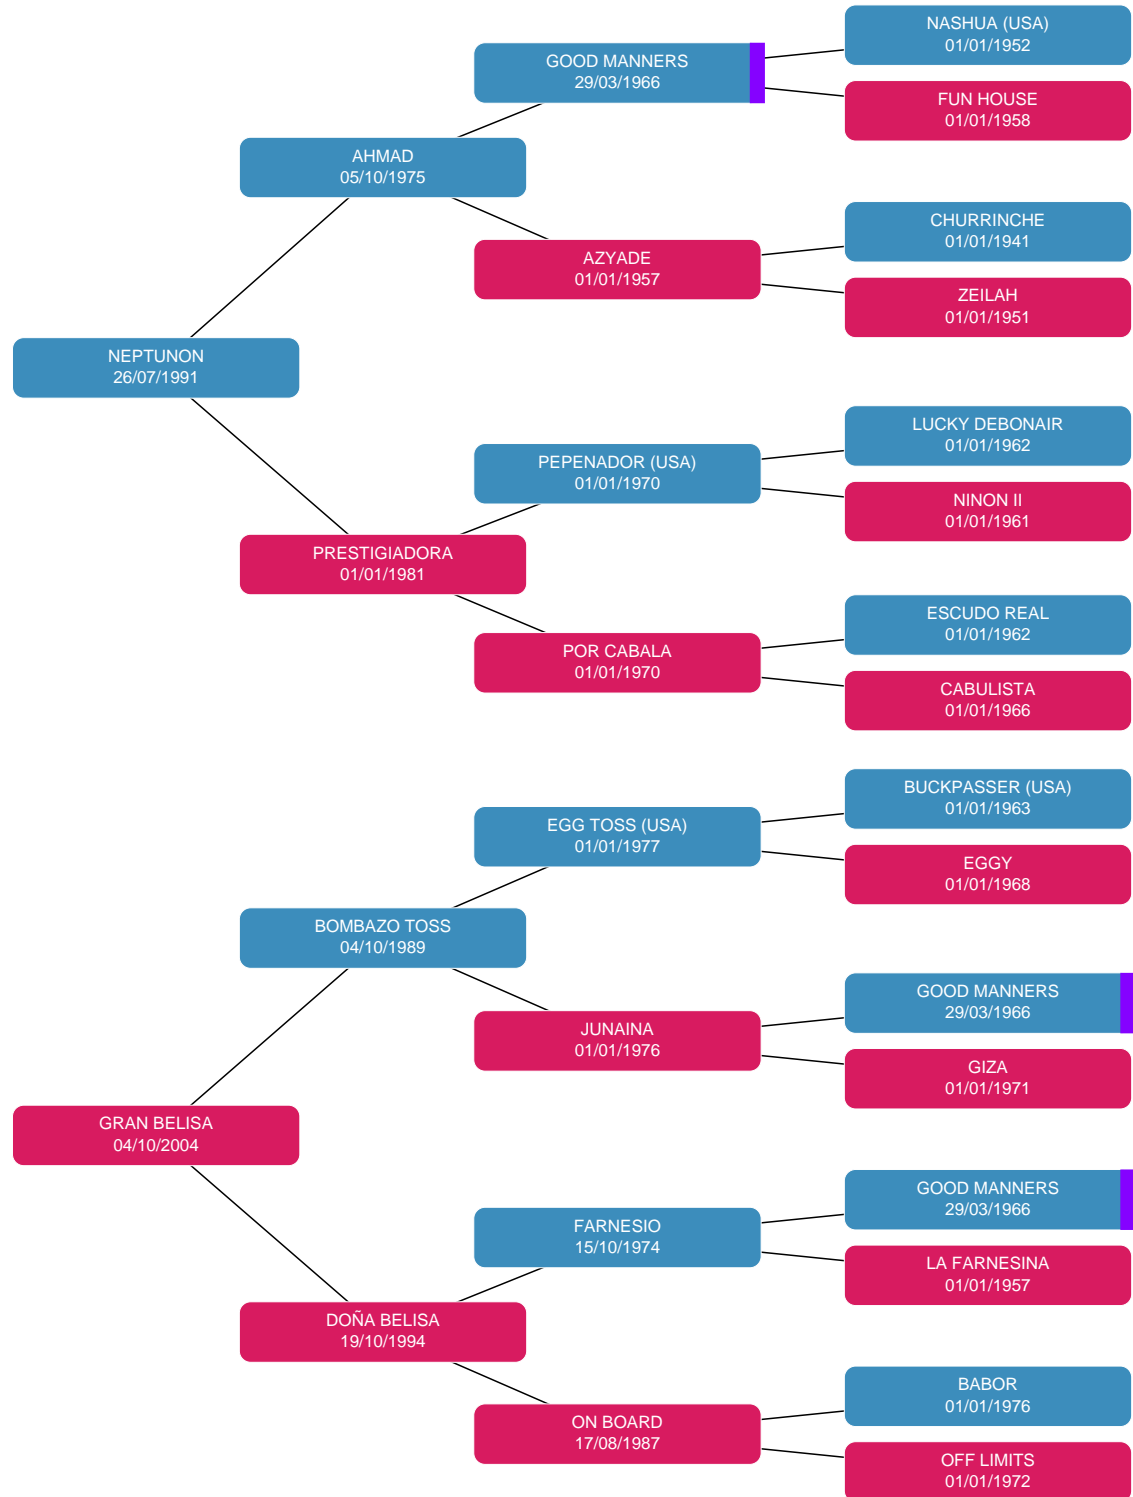 NASHUA (USA)
01/01/1952
GOOD MANNERS
29/03/1966
FUN HOUSE
01/01/1958
AHMAD
05/10/1975
CHURRINCHE
01/01/1941
AZYADE
01/01/1957
ZEILAH
01/01/1951
NEPTUNON
26/07/1991
LUCKY DEBONAIR
01/01/1962
PEPENADOR (USA)
01/01/1970
NINON II
01/01/1961
PRESTIGIADORA
01/01/1981
ESCUDO REAL
01/01/1962
POR CABALA
01/01/1970
CABULISTA
01/01/1966
BUCKPASSER (USA)
01/01/1963
EGG TOSS (USA)
01/01/1977
EGGY
01/01/1968
BOMBAZO TOSS
04/10/1989
GOOD MANNERS
29/03/1966
JUNAINA
01/01/1976
GIZA
01/01/1971
GRAN BELISA
04/10/2004
GOOD MANNERS
29/03/1966
FARNESIO
15/10/1974
LA FARNESINA
01/01/1957
DOÑA BELISA
19/10/1994
BABOR
01/01/1976
ON BOARD
17/08/1987
OFF LIMITS
01/01/1972